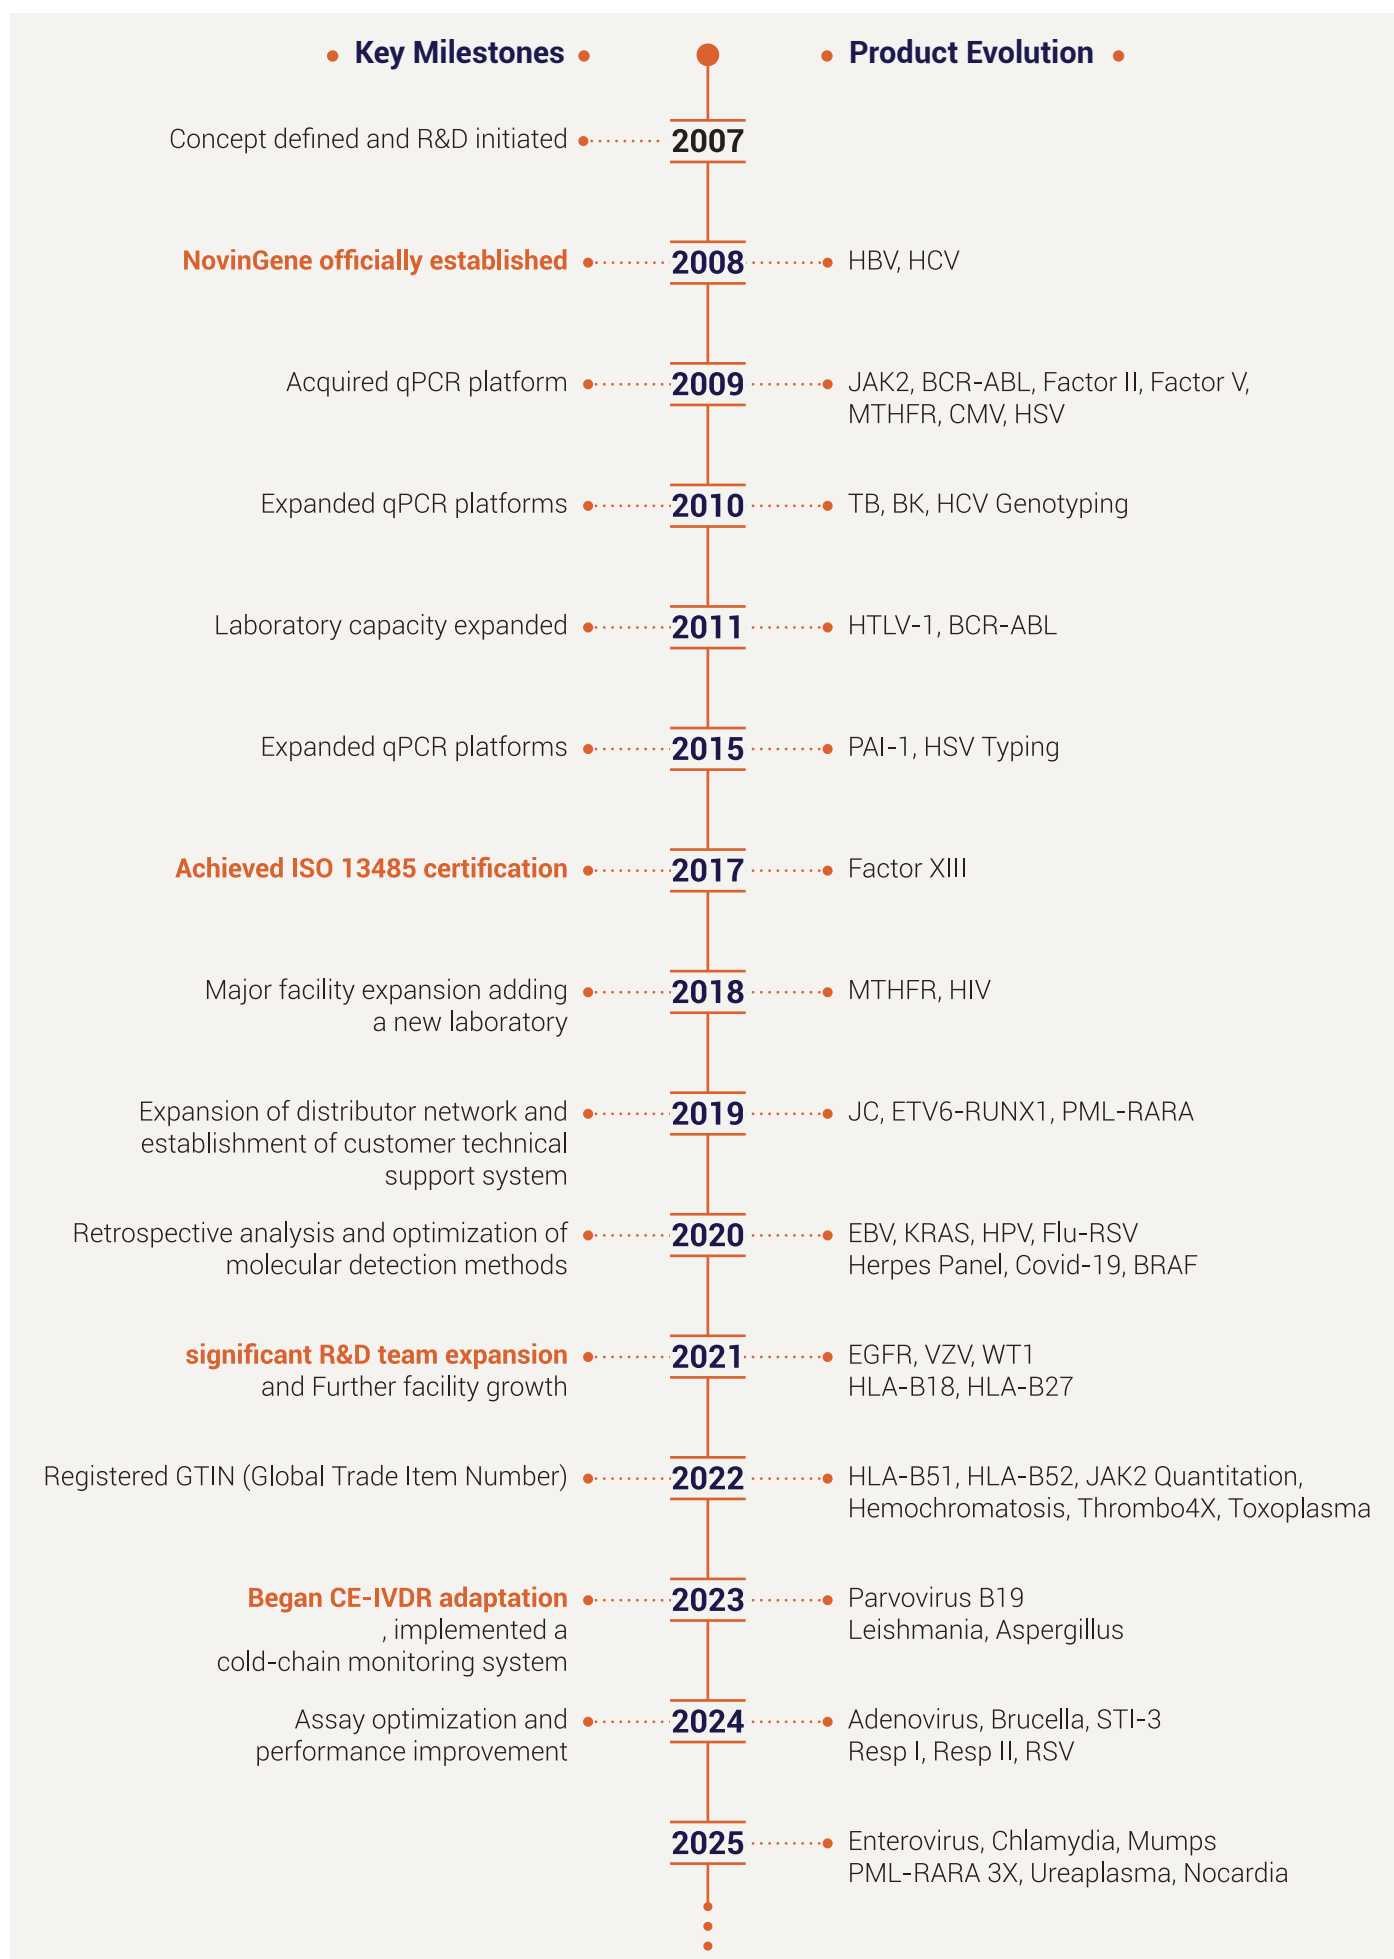 Key Milestones
Product Evolution
Concept defined and R&D initiated
2007
NovinGene officially established
2008
HBV, HCV
Acquired qPCR platform
2009
JAK2, BCR-ABL, Factor II, Factor V,
MTHFR, CMV, HSV
Expanded qPCR platforms
2010
TB, BK, HCV Genotyping
Laboratory capacity expanded
2011
HTLV-1, BCR-ABL
Expanded qPCR platforms
2015
PAI-1, HSV Typing
Achieved ISO 13485 certification
2017
Factor XIII
Major facility expansion adding
a new laboratory
2018
MTHFR, HIV
Expansion of distributor network and
establishment of customer technical
support system
2019
JC, ETV6-RUNX1, PML-RARA
Retrospective analysis and optimization of
molecular detection methods
2020
EBV, KRAS, HPV, Flu-RSV
Herpes Panel, Covid-19, BRAF
significant R&D team expansion
and Further facility growth
2021
EGFR, VZV, WT1
HLA-B18, HLA-B27
Registered GTIN (Global Trade Item Number)
2022
HLA-B51, HLA-B52, JAK2 Quantitation,
Hemochromatosis, Thrombo4X, Toxoplasma
Began CE-IVDR adaptation
, implemented a
cold-chain monitoring system
2023
Parvovirus B19
Leishmania, Aspergillus
Assay optimization and
performance improvement
2024
Adenovirus, Brucella, STI-3
Resp I, Resp II, RSV
2025
Enterovirus, Chlamydia, Mumps
PML-RARA 3X, Ureaplasma, Nocardia